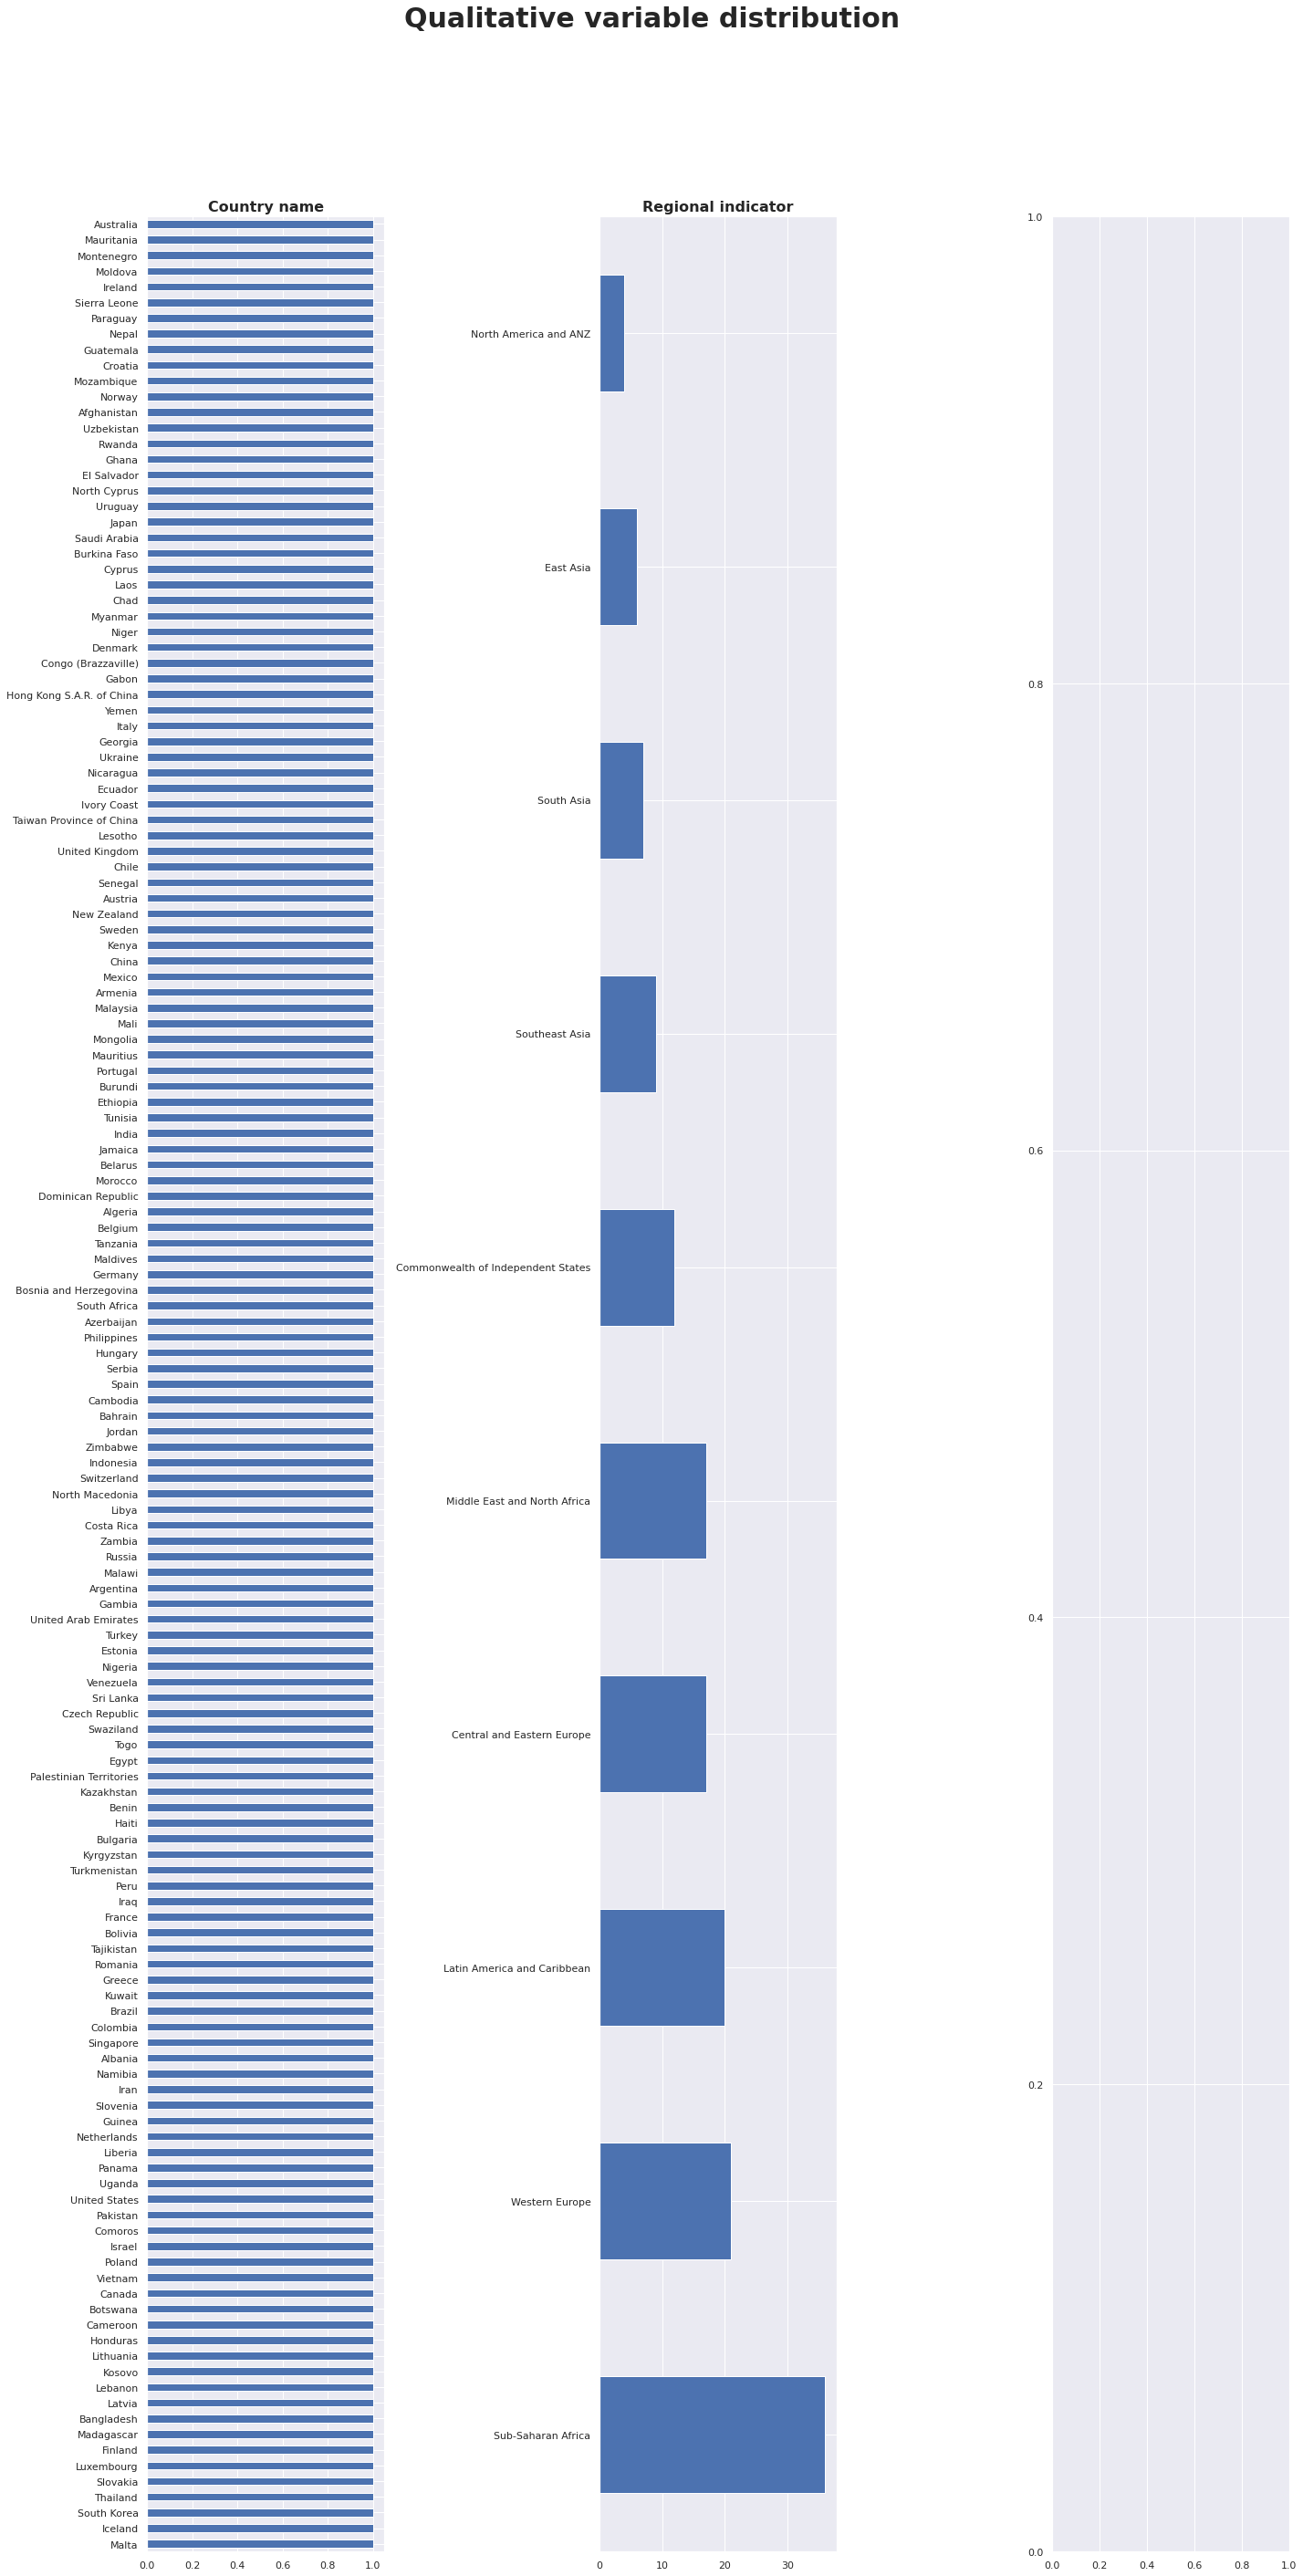 Qualitative variable distribution
Country name
Australia
Mauritania
Montenegro
Moldova
Ireland
Sierra Leone
Paraguay
Nepal
Guatemala
Croatia
Mozambique
Norway
Afghanistan
Uzbekistan
Rwanda
Ghana
El Salvador
North Cyprus
Uruguay
Japan
Saudi Arabia
Burkina Faso
Cyprus
Laos
Chad
Myanmar
Niger
Denmark
Congo (Brazzaville)
Gabon
Hong Kong S.A.R. of China
Yemen
Italy
Georgia
Ukraine
Nicaragua
Ecuador
Ivory Coast
Taiwan Province of China
Lesotho
United Kingdom
Chile
Senegal
Austria
New Zealand
Sweden
Kenya
China
Mexico
Armenia
Malaysia
Mali
Mongolia
Mauritius
Portugal
Burundi
Ethiopia
Tunisia
India
Jamaica
Belarus
Morocco
Dominican Republic
Algeria
Belgium
Tanzania
Maldives
Germany
Bosnia and Herzegovina
South Africa
Azerbaijan
Philippines
Hungary
Serbia
Spain
Cambodia
Bahrain
Jordan
Zimbabwe
Indonesia
Switzerland
North Macedonia
Libya
Costa Rica
Zambia
Russia
Malawi
Argentina
Gambia
United Arab Emirates
Turkey
Estonia
Nigeria
Venezuela
Sri Lanka
Czech Republic
Swaziland
Togo
Egypt
Palestinian Territories
Kazakhstan
Benin
Haiti
Bulgaria
Kyrgyzstan
Turkmenistan
Peru
Iraq
France
Bolivia
Tajikistan
Romania
Greece
Kuwait
Brazil
Colombia
Singapore
Albania
Namibia
Iran
Slovenia
Guinea
Netherlands
Liberia
Panama
Uganda
United States
Pakistan
Comoros
Israel
Poland
Vietnam
Canada
Botswana
Cameroon
Honduras
Lithuania
Kosovo
Lebanon
Latvia
Bangladesh
Madagascar
Finland
Luxembourg
Slovakia
Thailand
South Korea
Iceland
Malta
0.0 0.2 0.4 0.6 0.8 1.0
Regional indicator
North America and ANZ
East Asia
South Asia
Southeast Asia
Commonwealth of Independent States
Middle East and North Africa
Central and Eastern Europe
Latin America and Caribbean
Western Europe
Sub-Saharan Africa
0 10 20 30
1.0
0.8
0.6
0.4
0.2
0.0
0.0 0.2 0.4 0.6 0.8 1.0